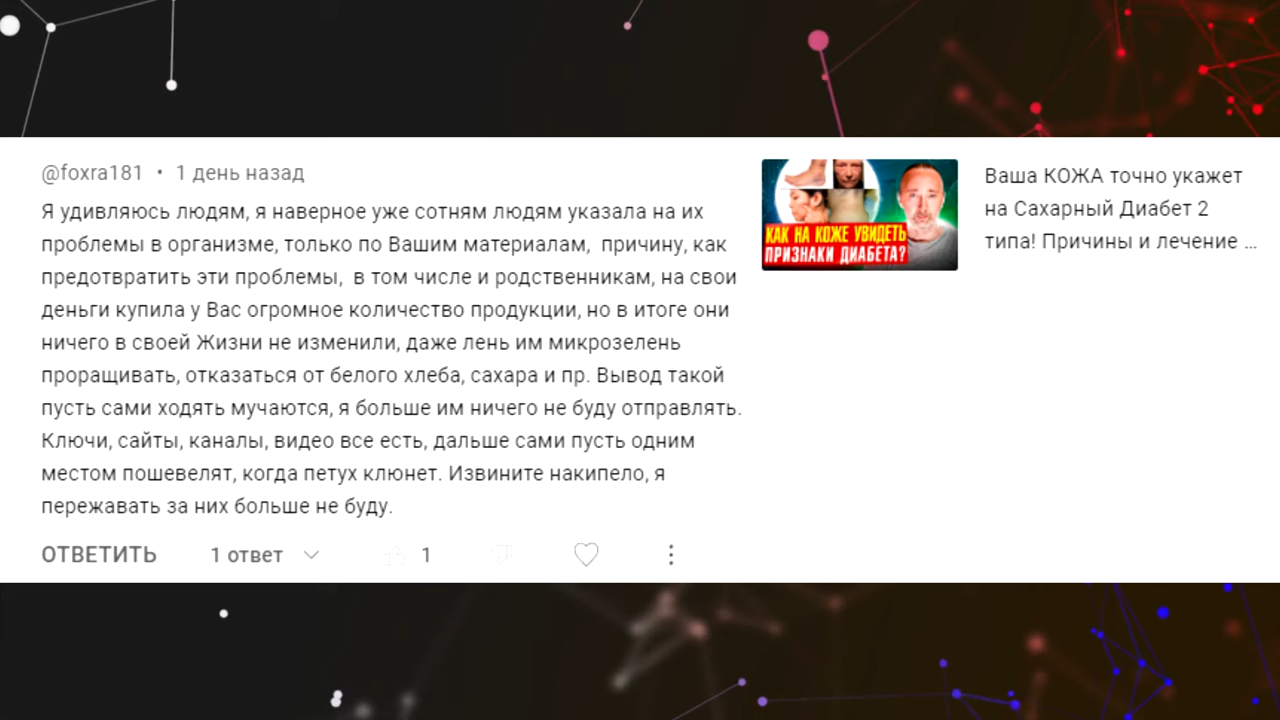 @foxra181 • 1 день назад
Я удивляюсь людям, я наверное уже сотням людям указала на их
проблемы в организме, только по Вашим материалам,  причину, как
предотвратить эти проблемы,  в том числе и родственникам, на свои
деньги купила у Вас огромное количество продукции, но в итоге они
ничего в своей Жизни не изменили, даже лень им микрозелень
проращивать, отказаться от белого хлеба, сахара и пр. Вывод такой
пусть сами ходять мучаются, я больше им ничего не буду отправлять.
Ключи, сайты, каналы, видео все есть, дальше сами пусть одним
местом пошевелят, когда петух клюнет. Извините накипело, я
пережавать за них больше не буду.
ОТВЕТИТЬ 1 ответ 1
КАК НА КОЖЕ УВИДЕТЬ
ПРИЗНАКИ ДИАБЕТА?
Ваша КОЖА точно укажет
на Сахарный Диабет 2
типа! Причины и лечение ...